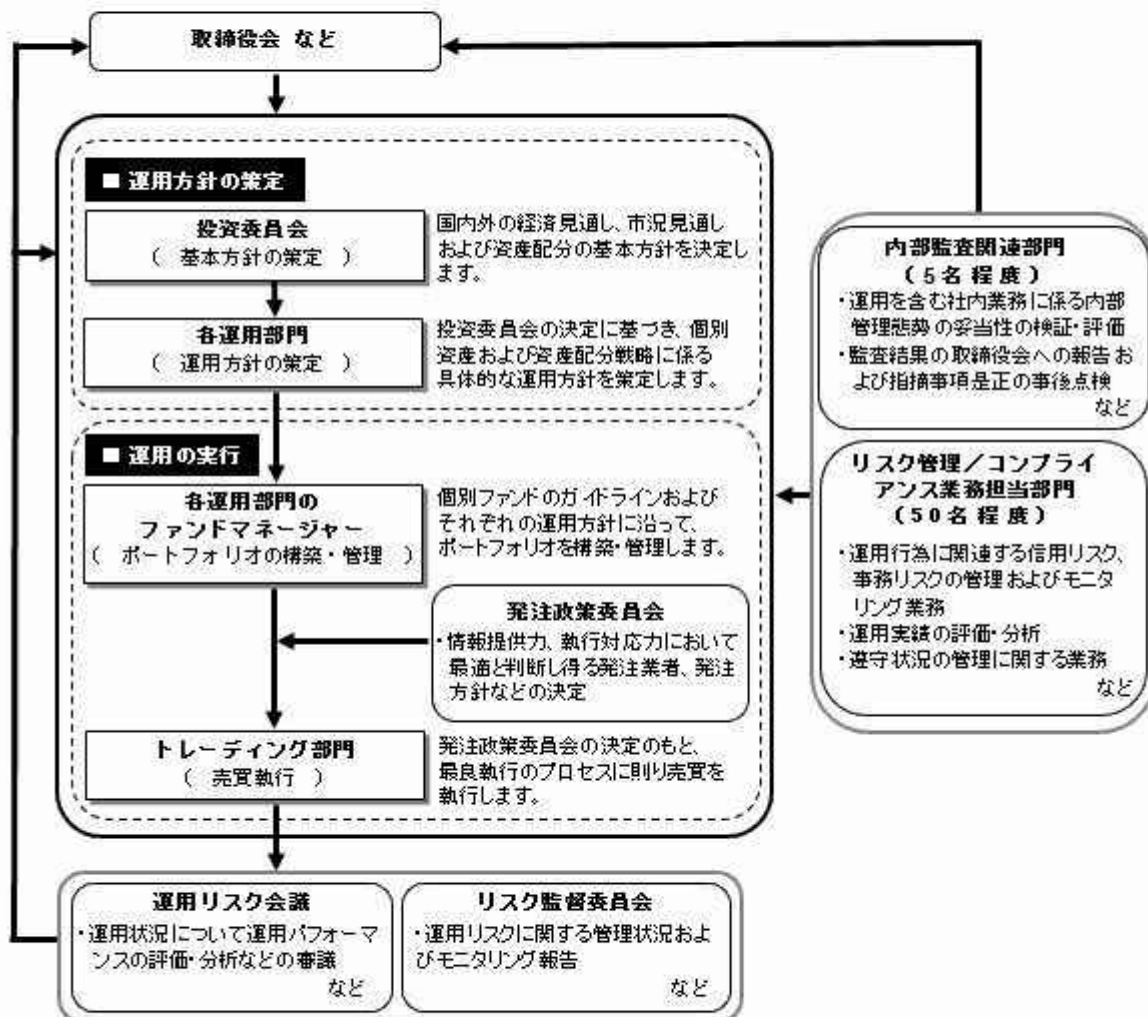 取締役会 など
■ 運用方針の策定
投資委員会
( 基本方針の策定 )
国内外の経済見通し、市況見通し
および資産配分の基本方針を決定し
ます。
各運用部門
( 運用方針の策定 )
投資委員会の決定に基づき、個別
資産および資産配分戦略に係る
具体的な運用方針を策定します。
■ 運用の実行
各運用部門の
ファンドマネージャー
( ポートフォリオの構築・管理 )
個別ファンドのガイドラインおよび
それぞれの運用方針に沿って、
ポートフォリオを構築・管理します。
発注政策委員会
・情報提供力、執行対応力において
最適と判断し得る発注業者、発注
方針などの決定
トレーディング部門
( 売買執行 )
発注政策委員会の決定のもと、
最良執行のプロセスに則り売買を
執行します。
内部監査関連部門
(5名程度)
・運用を含む社内業務に係る内部
管理態勢の妥当性の検証・評価
・監査結果の取締役会への報告お
よび指摘事項是正の事後点検
など
リスク管理/コンプライ
アンス業務担当部門
(50名程度)
・運用行為に関連する信用リスク、
事務リスクの管理およびモニタ
リング業務
・運用実績の評価・分析
・遵守状況の管理に関する業務
など
運用リスク会議
・運用状況について運用パフォーマ
ンスの評価・分析などの審議
など
リスク監督委員会
・運用リスクに関する管理状況およ
びモニタリング報告
など